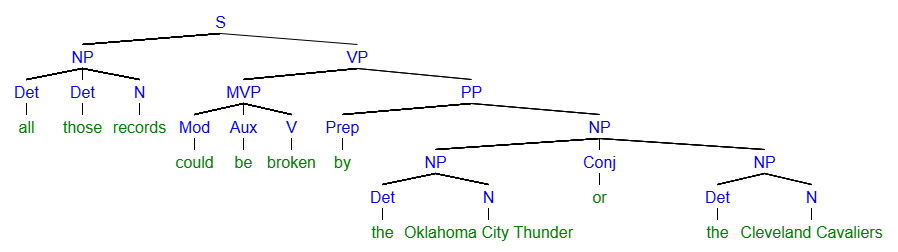 S
NP VP
Det Det N MVP PP
all those records Mod Aux V Prep NP
could be broken by NP Conj NP
Det N or Det N
the Oklahoma City Thunder the Cleveland Cavaliers